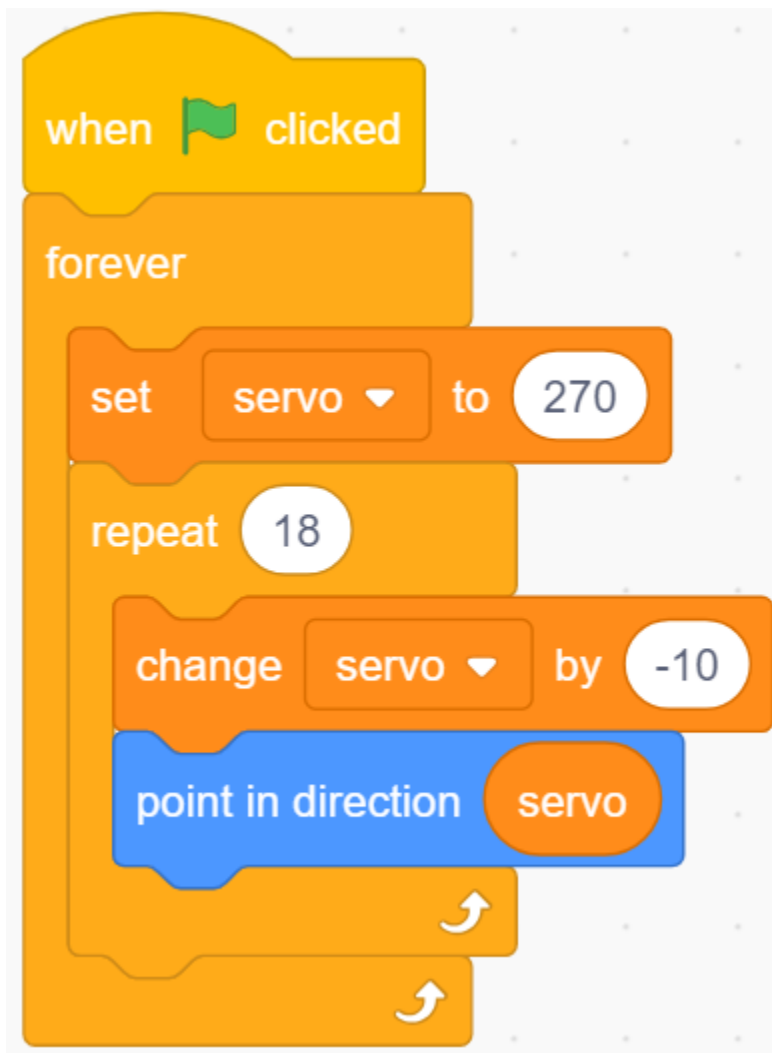 when clicked
forever
set servo to 270
repeat 18
change servo by -10
point in direction servo